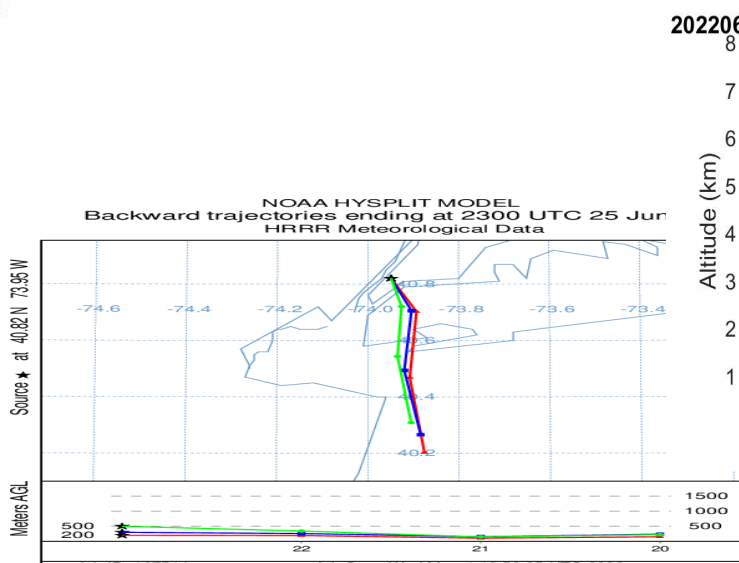 202206
8
7
6
5
4
3
2
1
Altitude (km)
NOAA HYSPLIT MODEL
Backward trajectories ending at 2300 UTC 25 Jun
HRRR Meteorological Data
Source ★ at 40.82 N 73.95 W
40.8
-74.6 -74.4 -74.2 -74.0 -73.8 -73.6 -73.4
40.4
40.2
Meters AGL
1500
1000
500 500
200
22 21 20